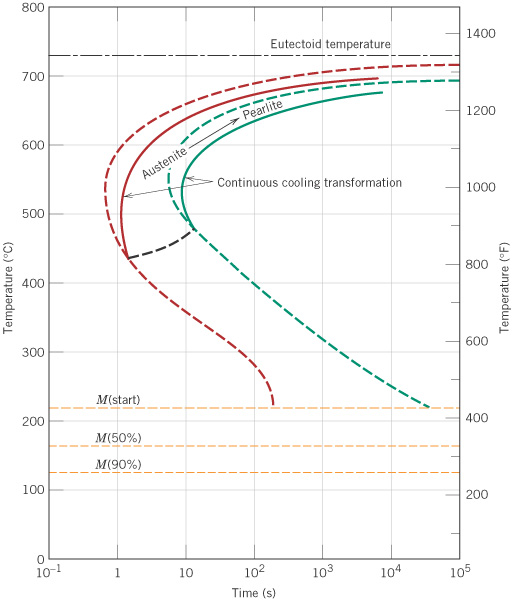 800
1400
Eutectoid temperature
700
1200
Pearlite
600
Austenite
Continuous cooling transformation
1000
500
Temperature (°C)
Temperature (°F)
800
400
600
300
M(start)
400
200
M(50%)
M(90%)
200
100
0
10⁻¹ 1 10 10² 10³ 10⁴ 10⁵
Time (s)